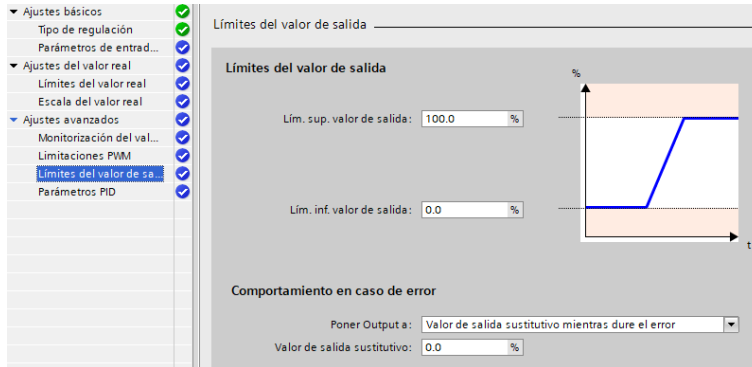 Ajustes básicos
Tipo de regulación
Parámetros de entrad...
Ajustes del valor real
Límites del valor real
Escala del valor real
Ajustes avanzados
Monitorización del val...
Limitaciones PWM
Límites del valor de sa...
Parámetros PID
Límites del valor de salida
Límites del valor de salida
%
Lím. sup. valor de salida: 100.0 %
Lím. inf. valor de salida: 0.0 %
t
Comportamiento en caso de error
Poner Output a: Valor de salida sustitutivo mientras dure el error
Valor de salida sustitutivo: 0.0 %